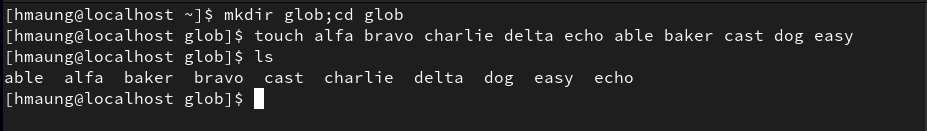 [hmaung@localhost ~]$ mkdir glob;cd glob
[hmaung@localhost glob]$ touch alfa bravo charlie delta echo able baker cast dog easy
[hmaung@localhost glob]$ ls
able  alfa  baker  bravo  cast  charlie  delta  dog  easy  echo
[hmaung@localhost glob]$